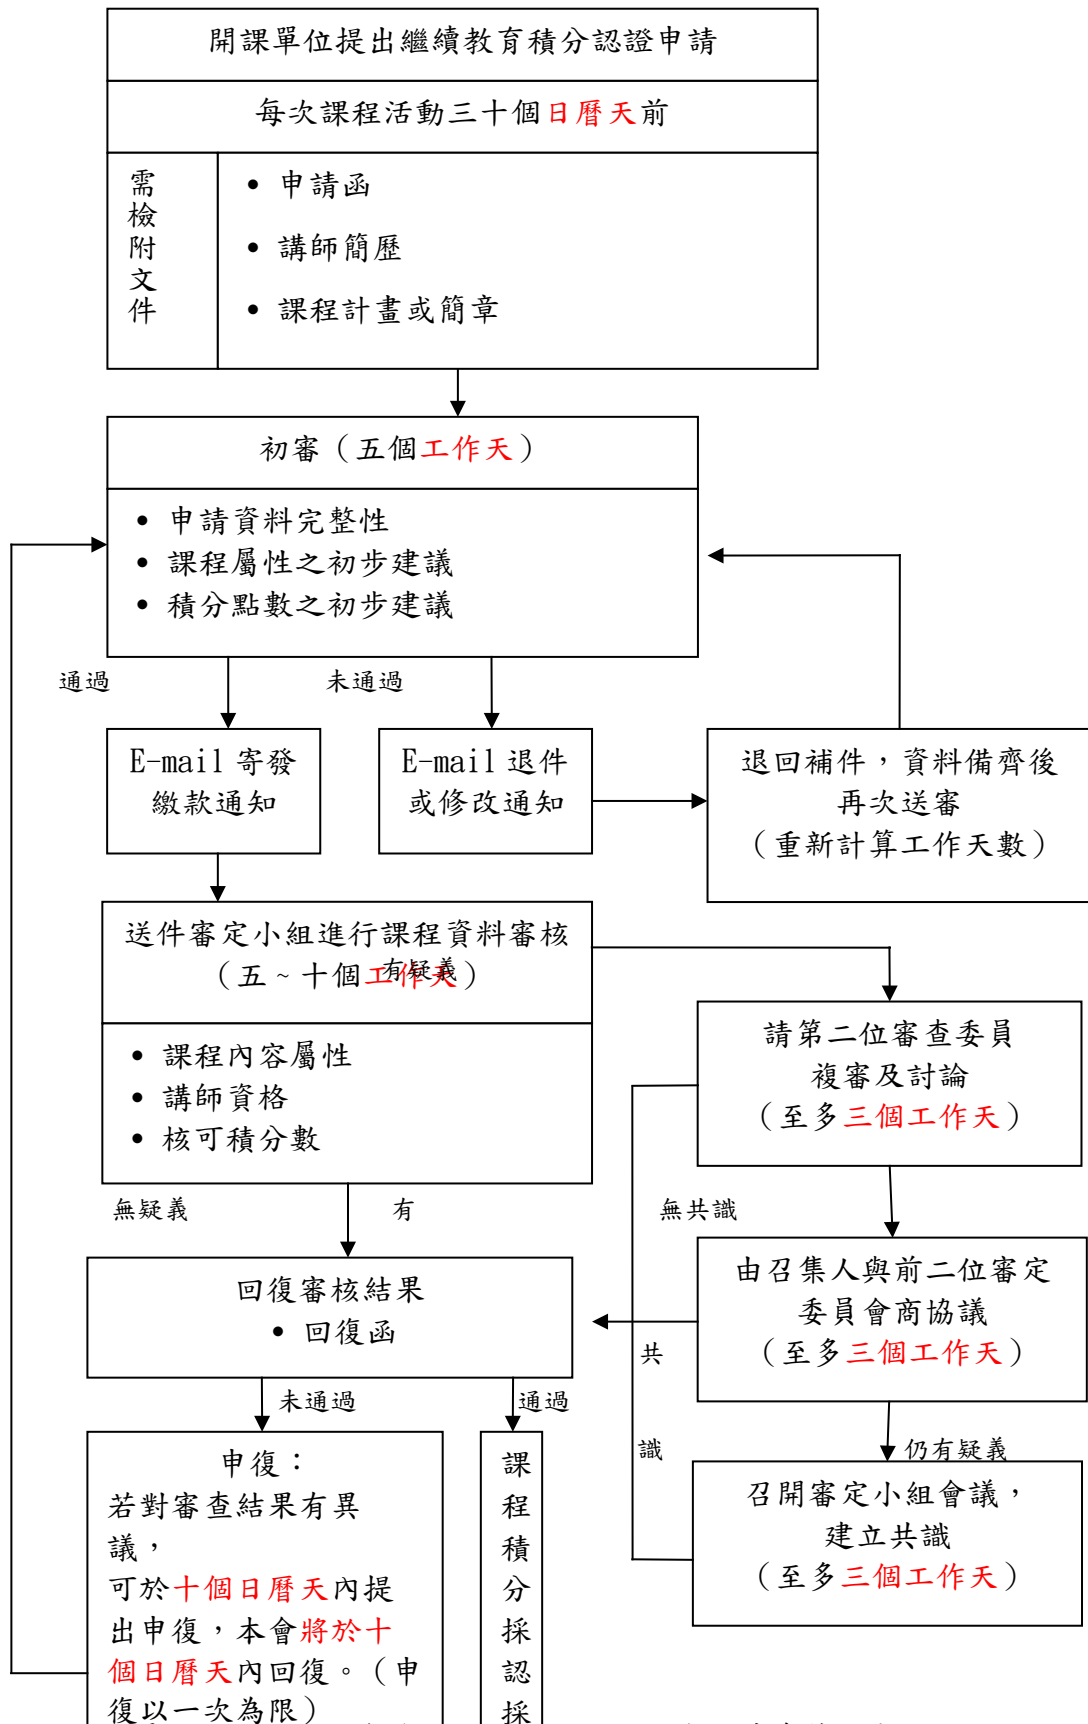 開課單位提出繼續教育積分認證申請
每次課程活動三十個日曆天前
需檢附文件
• 申請函
• 講師簡歷
• 課程計畫或簡章
初審（五個工作天）
• 申請資料完整性
• 課程屬性之初步建議
• 積分點數之初步建議
通過
未通過
E-mail 寄發
繳款通知
E-mail 退件
或修改通知
退回補件，資料備齊後
再次送審
（重新計算工作天數）
送件審定小組進行課程資料審核
（五~十個工作天）
有疑義
• 課程內容屬性
• 講師資格
• 核可積分數
請第二位審查委員
複審及討論
（至多三個工作天）
無疑義
有
無共識
回復審核結果
• 回復函
由召集人與前二位審定
委員會商協議
（至多三個工作天）
共識
未通過
通過
仍有疑義
申復：
若對審查結果有異
議，
可於十個日曆天內提
出申復，本會將於十
個日曆天內回復。（申
復以一次為限）
課程積分採認採
召開審定小組會議，
建立共識
（至多三個工作天）